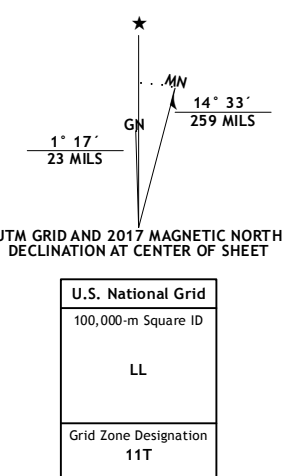 ★
MN
GN
14° 33´
259 MILS
1° 17´
23 MILS
UTM GRID AND 2017 MAGNETIC NORTH
DECLINATION AT CENTER OF SHEET
U.S. National Grid
100,000-m Square ID
LL
Grid Zone Designation
11T